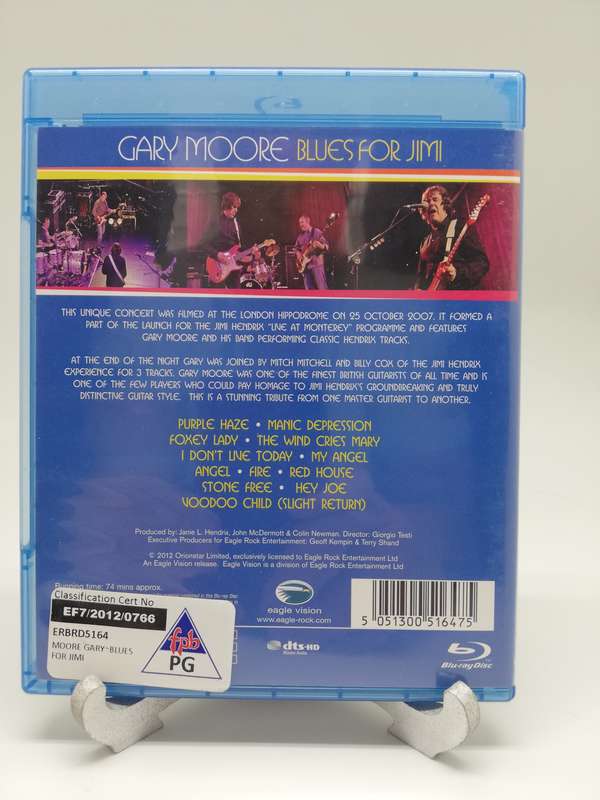 GARY MOORE BLUES FOR JIMI
THIS UNIQUE CONCERT WAS FILMED AT THE LONDON HIPPODROME ON 25 OCTOBER 2007. IT FORMED A
PART OF THE LAUNCH FOR THE JIMI HENDRIX "LIVE AT MONTEREY" PROGRAMME AND FEATURES
GARY MOORE AND HIS BAND PERFORMING CLASSIC HENDRIX TRACKS.
AT THE END OF THE NIGHT GARY WAS JOINED BY MITCH MITCHELL AND BILLY COX OF THE JIMI HENDRIX
EXPERIENCE FOR 3 TRACKS. GARY MOORE WAS ONE OF THE FINEST BRITISH GUITARISTS OF ALL TIME AND IS
ONE OF THE FEW PLAYERS WHO COULD PAY HOMAGE TO JIMI HENDRIX'S GROUNDBREAKING AND TRULY
DISTINCTIVE GUITAR STYLE. THIS IS A STUNNING TRIBUTE FROM ONE MASTER GUITARIST TO ANOTHER.
PURPLE HAZE • MANIC DEPRESSION
FOXEY LADY • THE WIND CRIES MARY
I DON'T LIVE TODAY • MY ANGEL
ANGEL • FIRE • RED HOUSE
STONE FREE • HEY JOE
VOODOO CHILD (SLIGHT RETURN)
Produced by: Janie L. Hendrix, John McDermott & Colin Newman. Director: Giorgio Testi
Executive Producers for Eagle Rock Entertainment: Geoff Kempin & Terry Shand
© 2012 Orionstar Limited, exclusively licensed to Eagle Rock Entertainment Ltd
An Eagle Vision release. Eagle Vision is a division of Eagle Rock Entertainment Ltd.
Running time: 74 mins approx.
Classification Cert No
EF7/2012/0766
ERBRD5164
MOORE GARY-BLUES
FOR JIMI
fpb
PG
eagle vision
www.eagle-rock.com
dts-HD
Master Audio
5 051300 516475
Blu-ray Disc